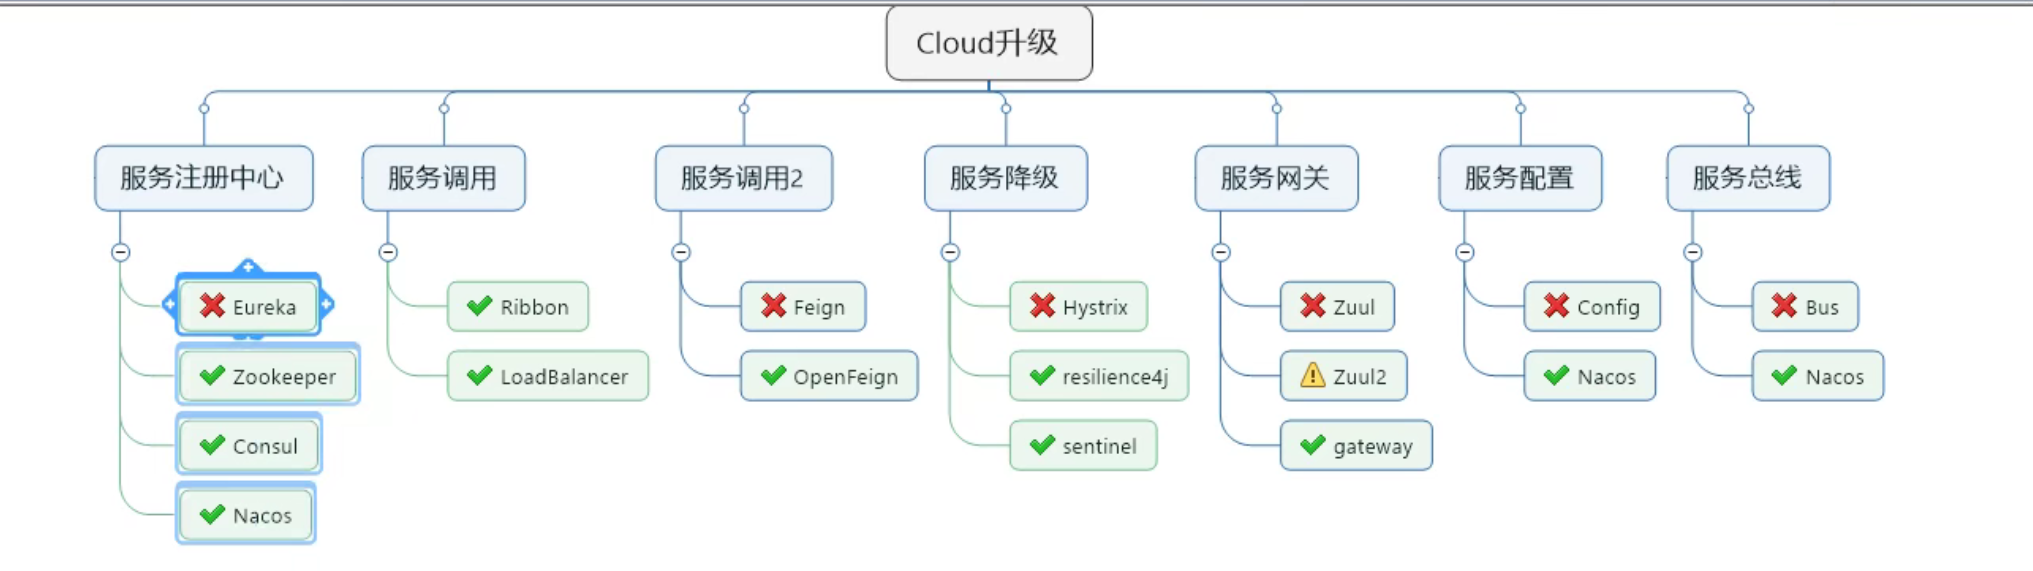 Cloud升级
服务注册中心
Eureka
Zookeeper
Consul
Nacos
服务调用
Ribbon
LoadBalancer
服务调用2
Feign
OpenFeign
服务降级
Hystrix
resilience4j
sentinel
服务网关
Zuul
Zuul2
gateway
服务配置
Config
Nacos
服务总线
Bus
Nacos